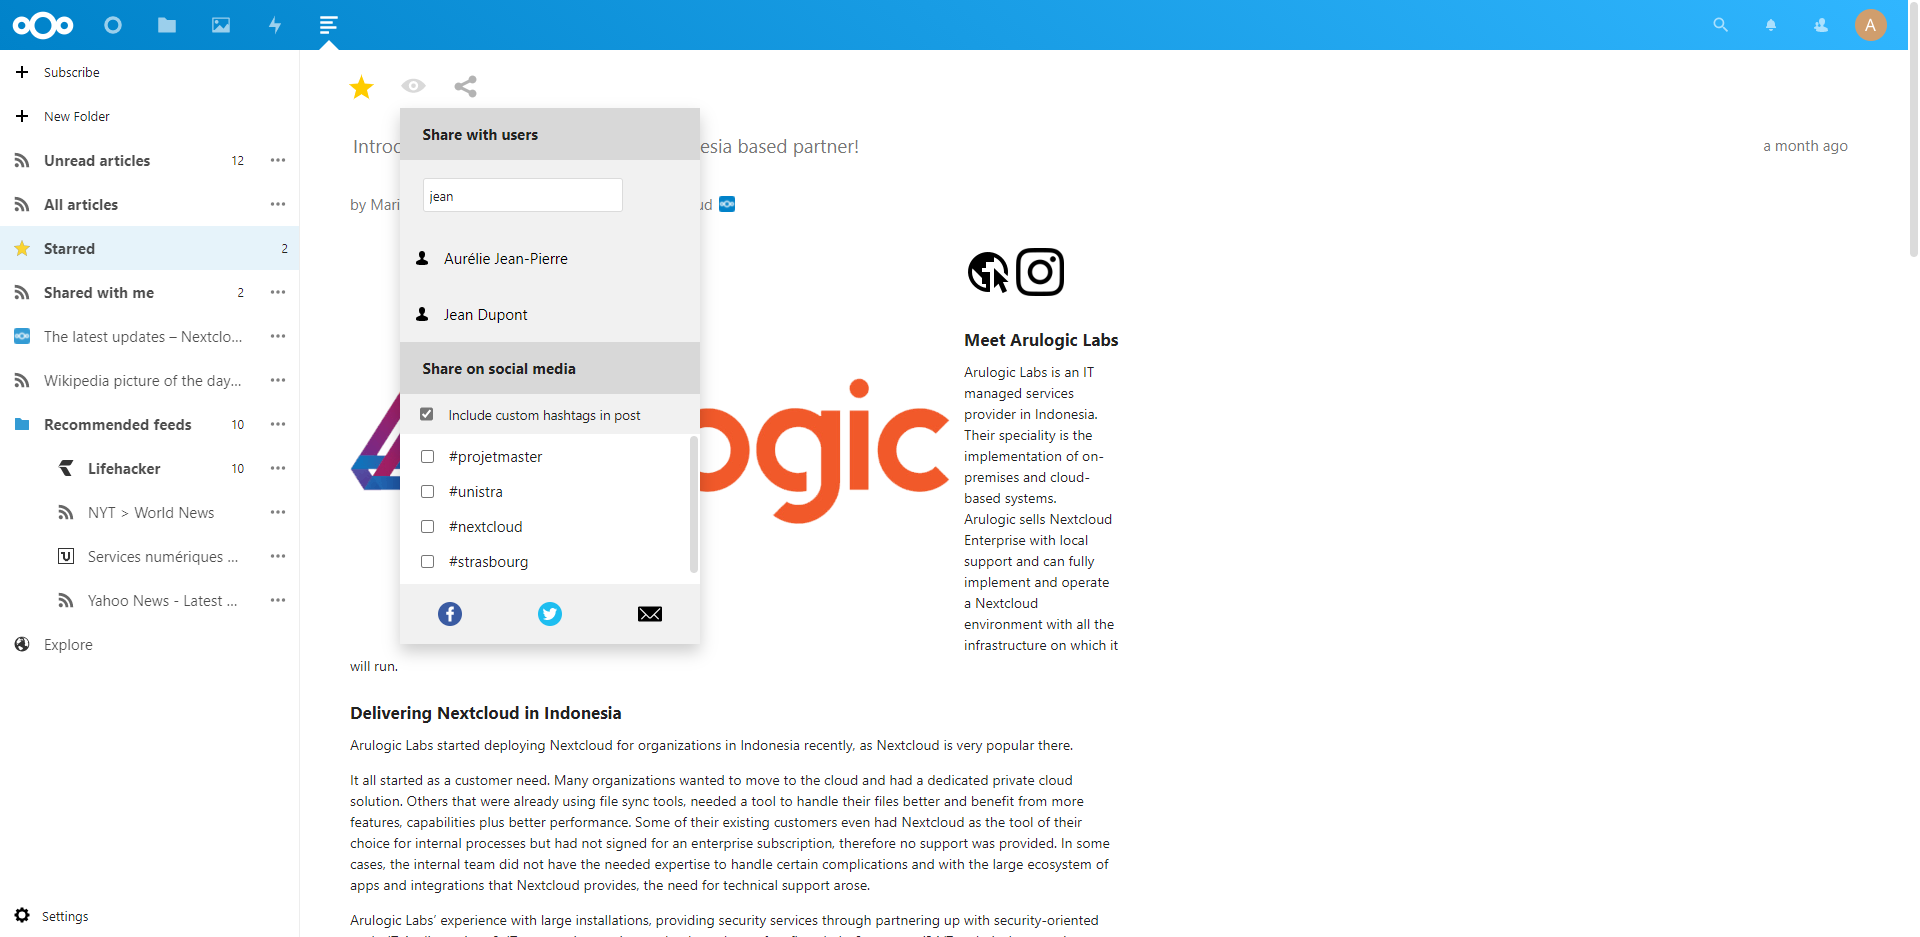 A
Subscribe
New Folder
Unread articles 12
All articles
Starred 2
Shared with me 2
The latest updates – Nextclo...
Wikipedia picture of the day...
Recommended feeds 10
Lifehacker 10
NYT > World News
Services numériques ...
Yahoo News - Latest ...
Explore
Settings
Share with users
jean
Aurélie Jean-Pierre
Jean Dupont
Share on social media
Include custom hashtags in post
#projetmaster
#unistra
#nextcloud
#strasbourg
based partner!
a month ago
by
ogic
Meet Arulogic Labs
Arulogic Labs is an IT
managed services
provider in Indonesia.
Their speciality is the
implementation of on-
premises and cloud-
based systems.
Arulogic sells Nextcloud
Enterprise with local
support and can fully
implement and operate
a Nextcloud
environment with all the
infrastructure on which it
will run.
Delivering Nextcloud in Indonesia
Arulogic Labs started deploying Nextcloud for organizations in Indonesia recently, as Nextcloud is very popular there.
It all started as a customer need. Many organizations wanted to move to the cloud and had a dedicated private cloud
solution. Others that were already using file sync tools, needed a tool to handle their files better and benefit from more
features, capabilities plus better performance. Some of their existing customers even had Nextcloud as the tool of their
choice for internal processes but had not signed for an enterprise subscription, therefore no support was provided. In some
cases, the internal team did not have the needed expertise to handle certain complications and with the large ecosystem of
apps and integrations that Nextcloud provides, the need for technical support arose.
Arulogic Labs’ experience with large installations, providing security services through partnering up with security-oriented